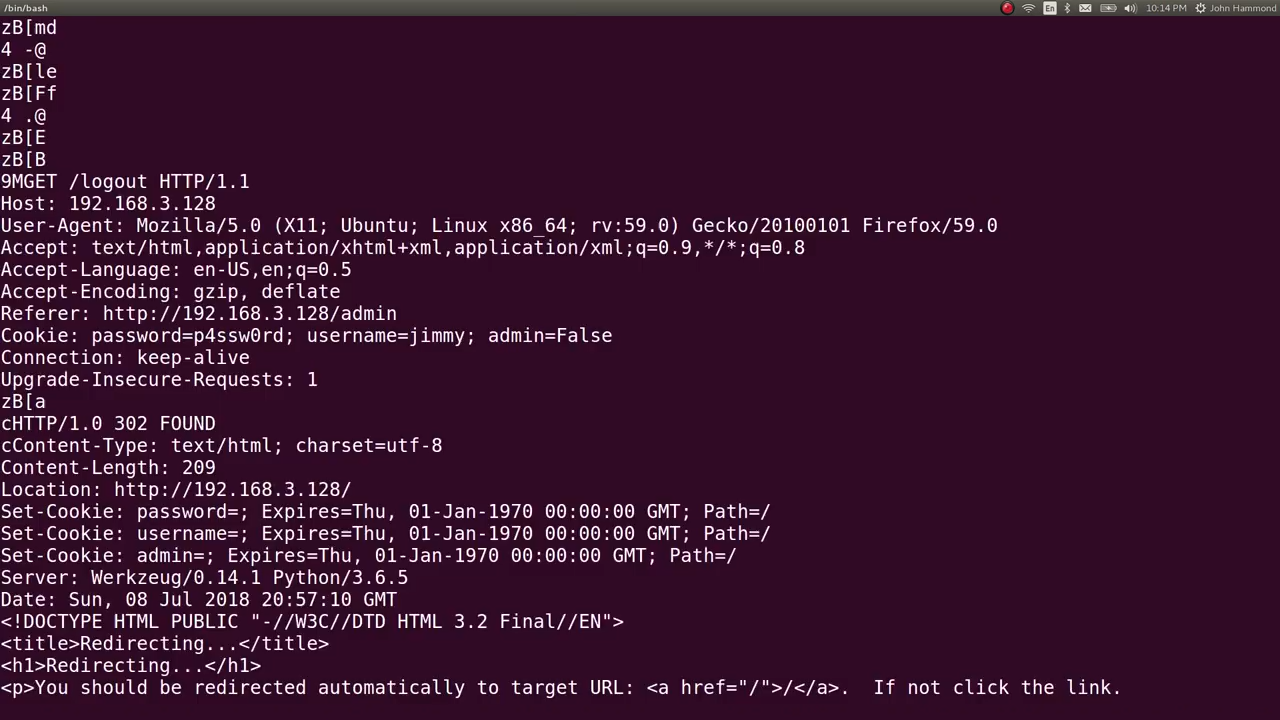 /bin/bash
En
10:14 PM
John Hammond
zB[md
4 -@
zB[le
zB[Ff
4 .@
zB[E
zB[B
9MGET /logout HTTP/1.1
Host: 192.168.3.128
User-Agent: Mozilla/5.0 (X11; Ubuntu; Linux x86_64; rv:59.0) Gecko/20100101 Firefox/59.0
Accept: text/html,application/xhtml+xml,application/xml;q=0.9,*/*;q=0.8
Accept-Language: en-US,en;q=0.5
Accept-Encoding: gzip, deflate
Referer: http://192.168.3.128/admin
Cookie: password=p4ssw0rd; username=jimmy; admin=False
Connection: keep-alive
Upgrade-Insecure-Requests: 1
zB[a
cHTTP/1.0 302 FOUND
cContent-Type: text/html; charset=utf-8
Content-Length: 209
Location: http://192.168.3.128/
Set-Cookie: password=; Expires=Thu, 01-Jan-1970 00:00:00 GMT; Path=/
Set-Cookie: username=; Expires=Thu, 01-Jan-1970 00:00:00 GMT; Path=/
Set-Cookie: admin=; Expires=Thu, 01-Jan-1970 00:00:00 GMT; Path=/
Server: Werkzeug/0.14.1 Python/3.6.5
Date: Sun, 08 Jul 2018 20:57:10 GMT
<!DOCTYPE HTML PUBLIC "-//W3C//DTD HTML 3.2 Final//EN">
<title>Redirecting...</title>
<h1>Redirecting...</h1>
<p>You should be redirected automatically to target URL: <a href="/">/</a>.  If not click the link.